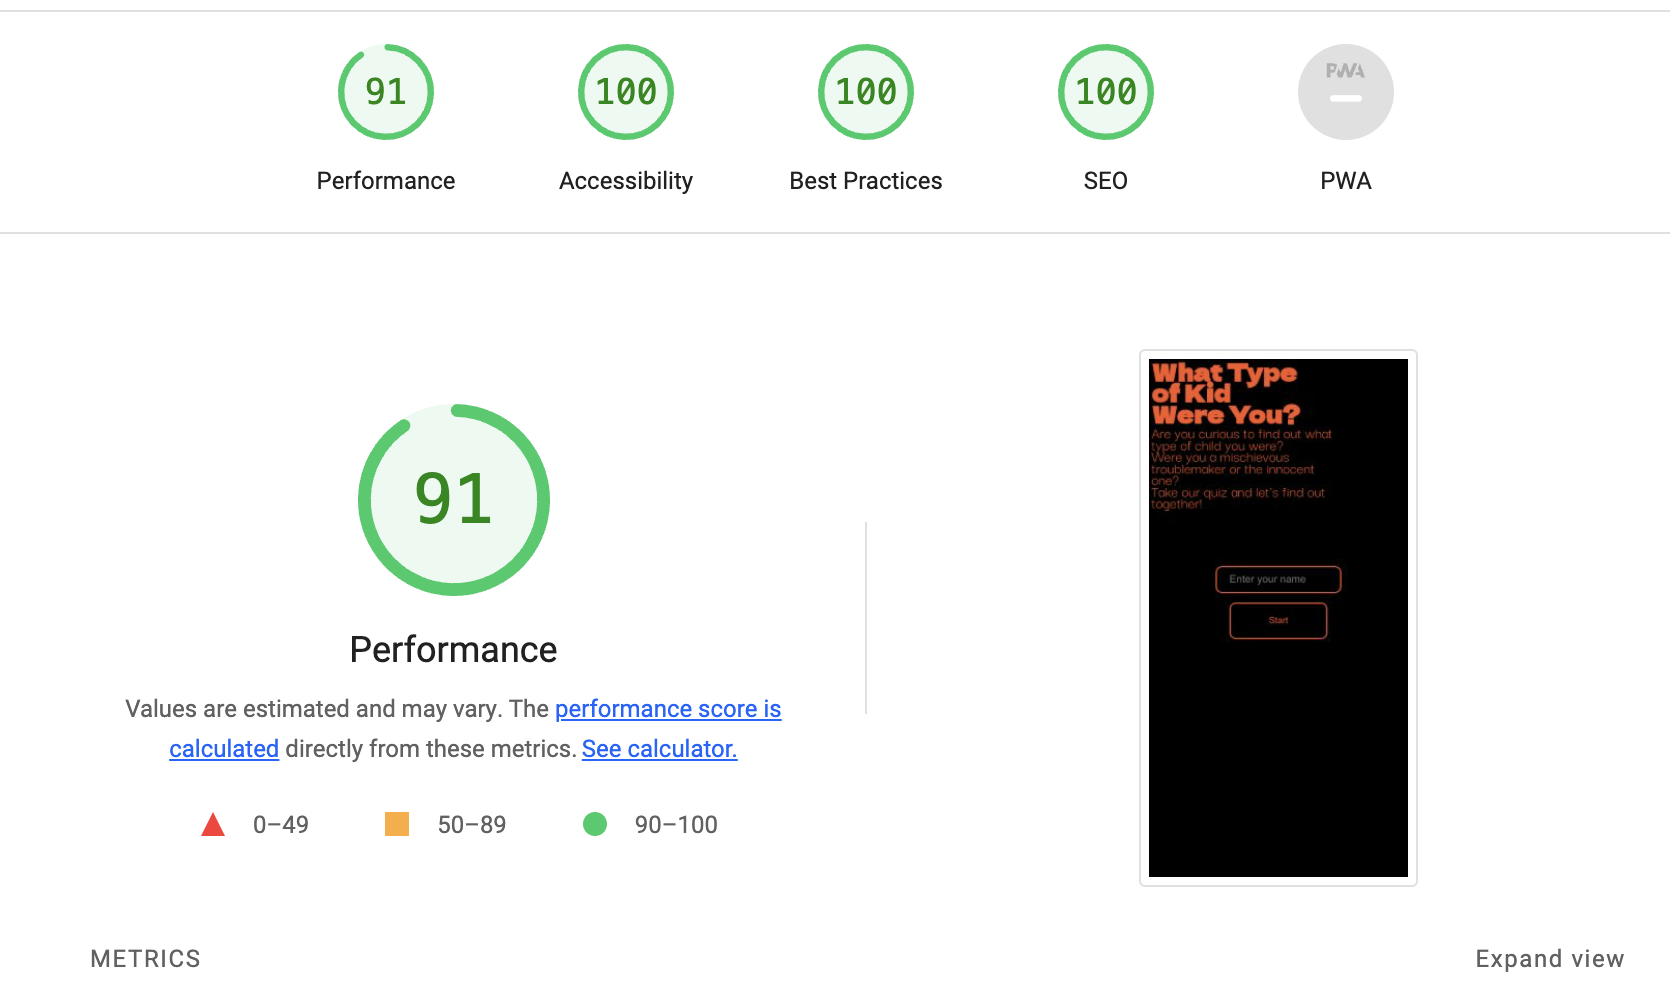 91
100
100
100
PWA
Performance
Accessibility
Best Practices
SEO
PWA
91
Performance
Values are estimated and may vary. The performance score is
calculated directly from these metrics. See calculator.
0–49
50–89
90–100
What Type
of Kid
Were You?
Are you curious to find out what
type of child you were?
Were you a mischievous
troublemaker or the innocent
one?
Take our quiz and let's find out
together!
Enter your name
Start
METRICS
Expand view